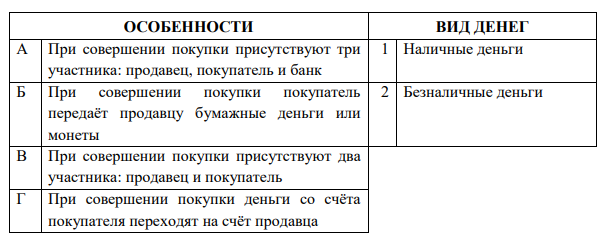 ОСОБЕННОСТИ ВИД ДЕНЕГ
А При совершении покупки присутствуют три 1 Наличные деньги
участника: продавец, покупатель и банк
Б При совершении покупки покупатель 2 Безналичные деньги
передаёт продавцу бумажные деньги или
монеты
В При совершении покупки присутствуют два
участника: продавец и покупатель
Г При совершении покупки деньги со счёта
покупателя переходят на счёт продавца